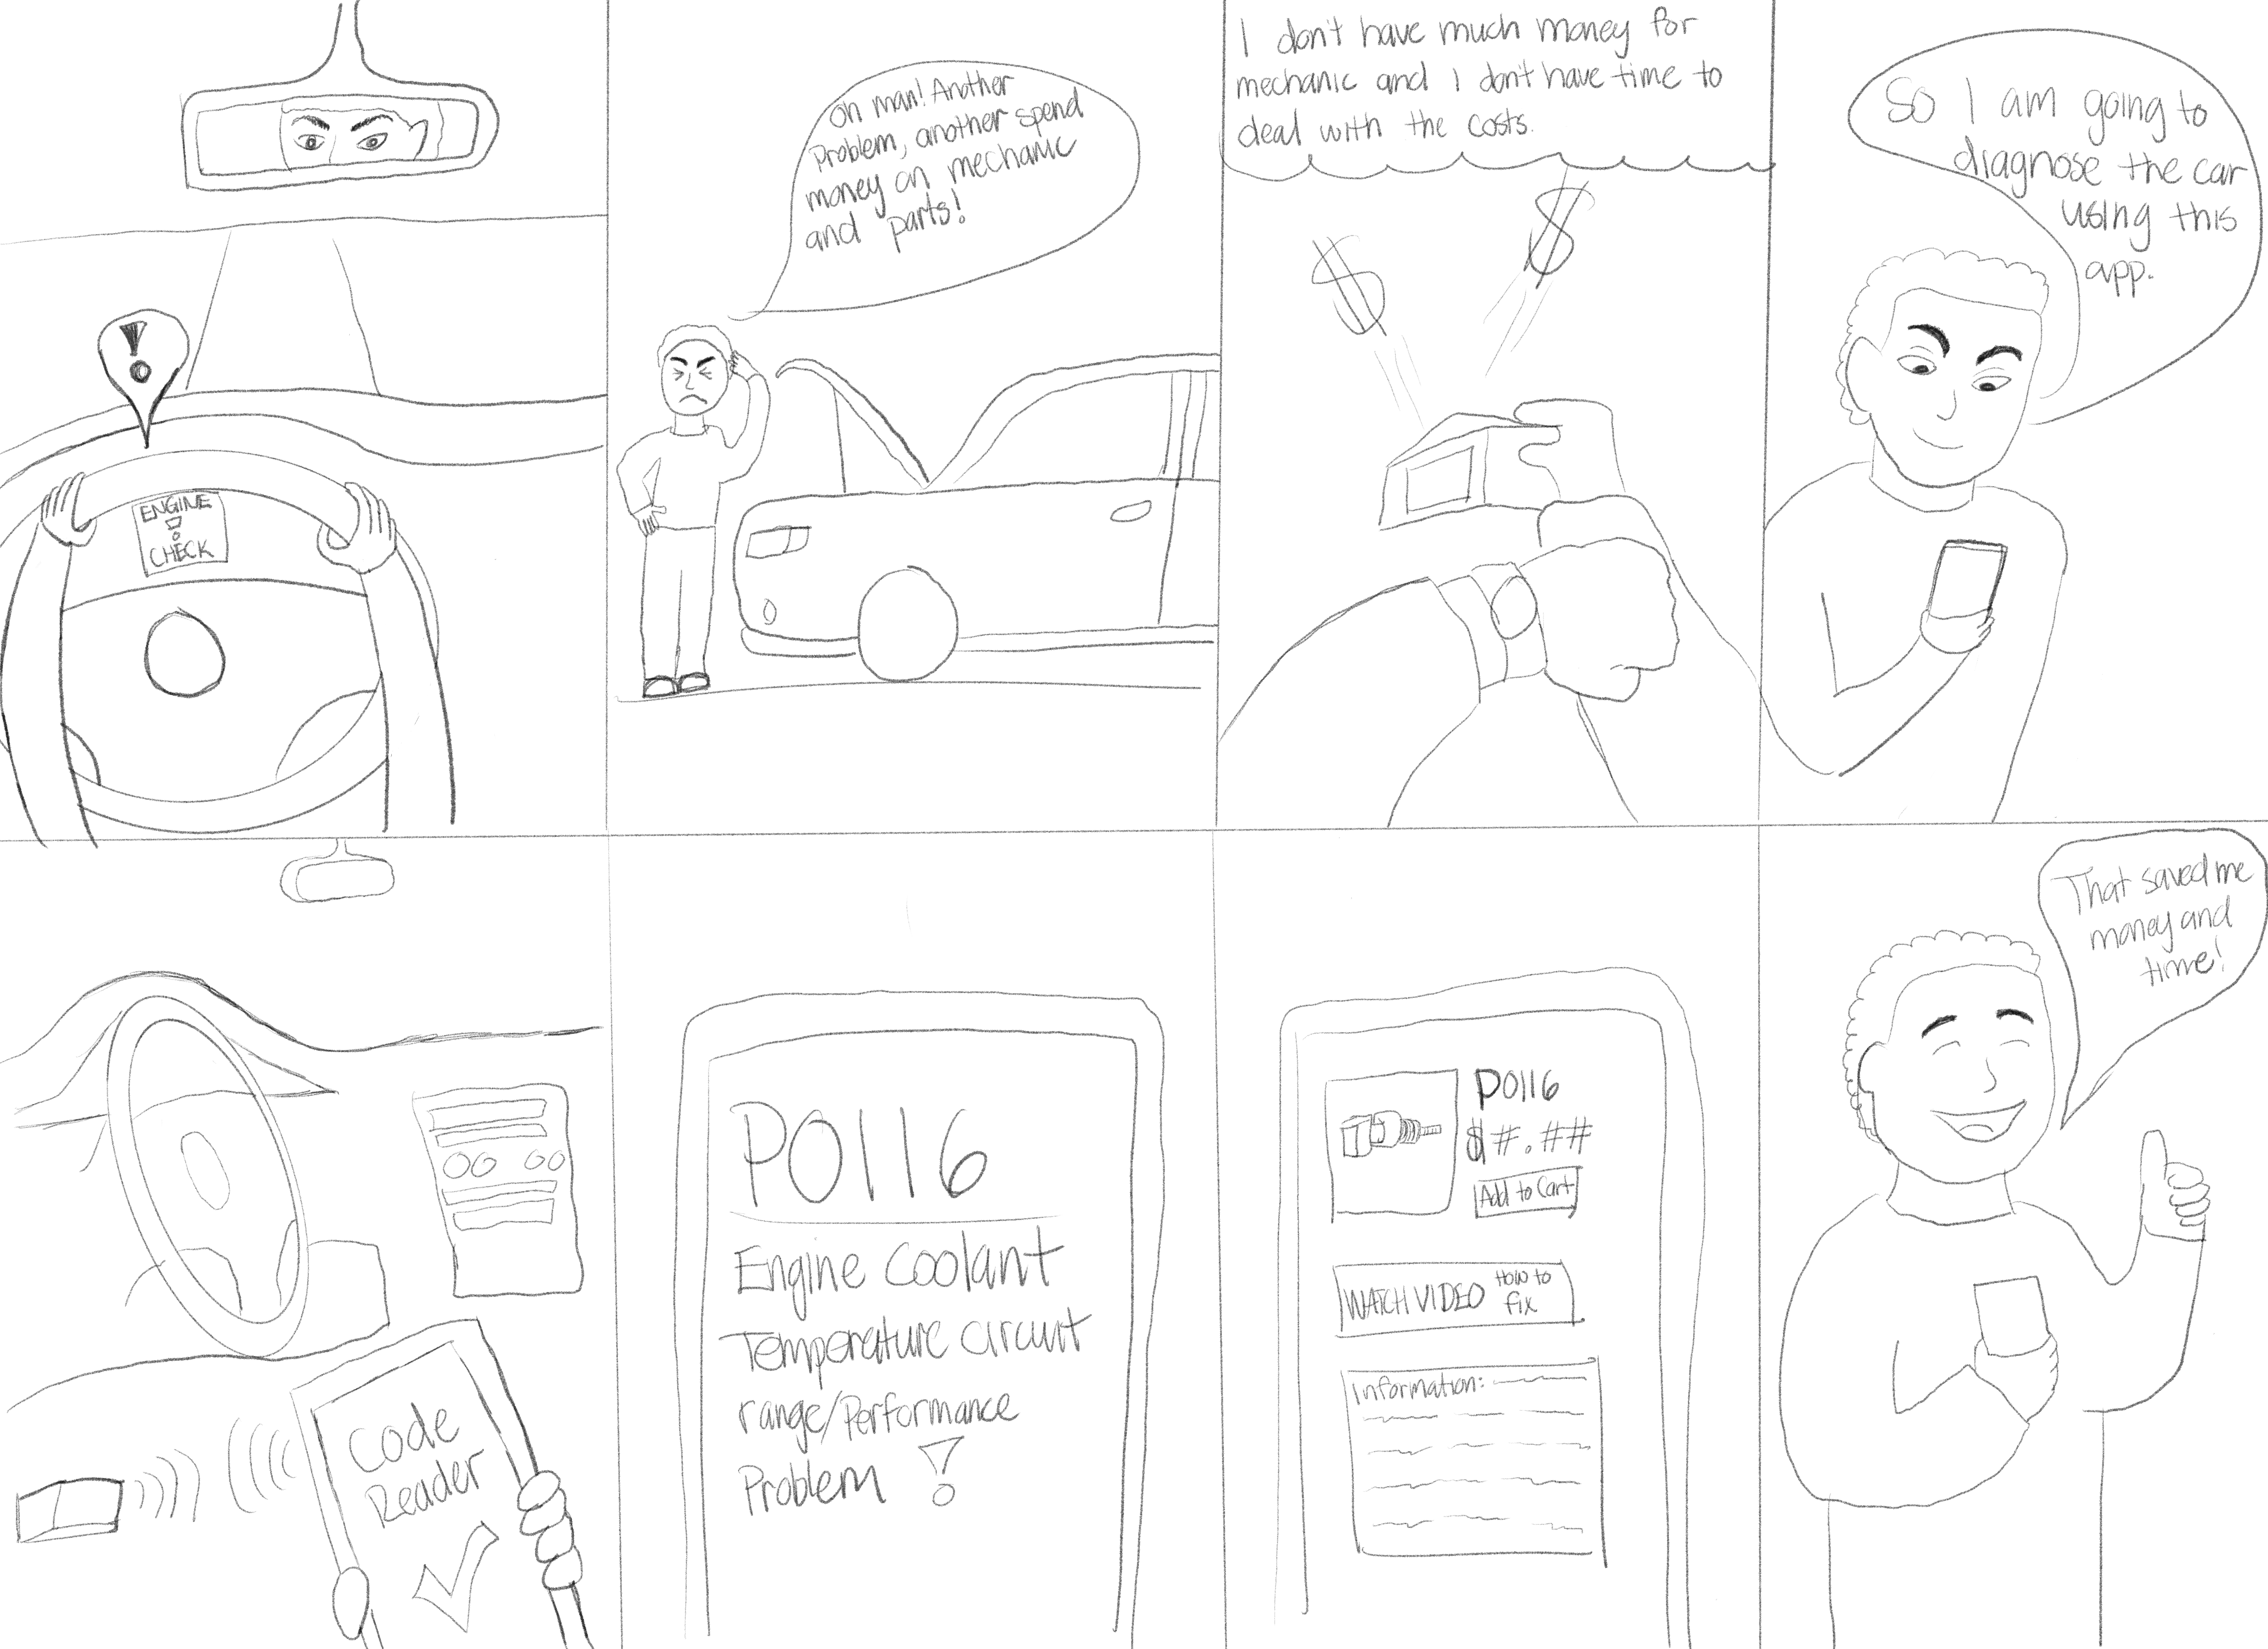 ENGINE
!
CHECK
!
Oh man! Another
problem, another spend
money on mechanic
and parts!
I don't have much money for
mechanic and I don't have time to
deal with the costs.
$
$
So I am going to
diagnose the car
using this
app.
Code
Reader
P0116
Engine Coolant
Temperature circuit
range/Performance
Problem !
P0116
$#.##
Add to Cart
WATCH VIDEO How to
fix
Information:
That saved me
money and
time!